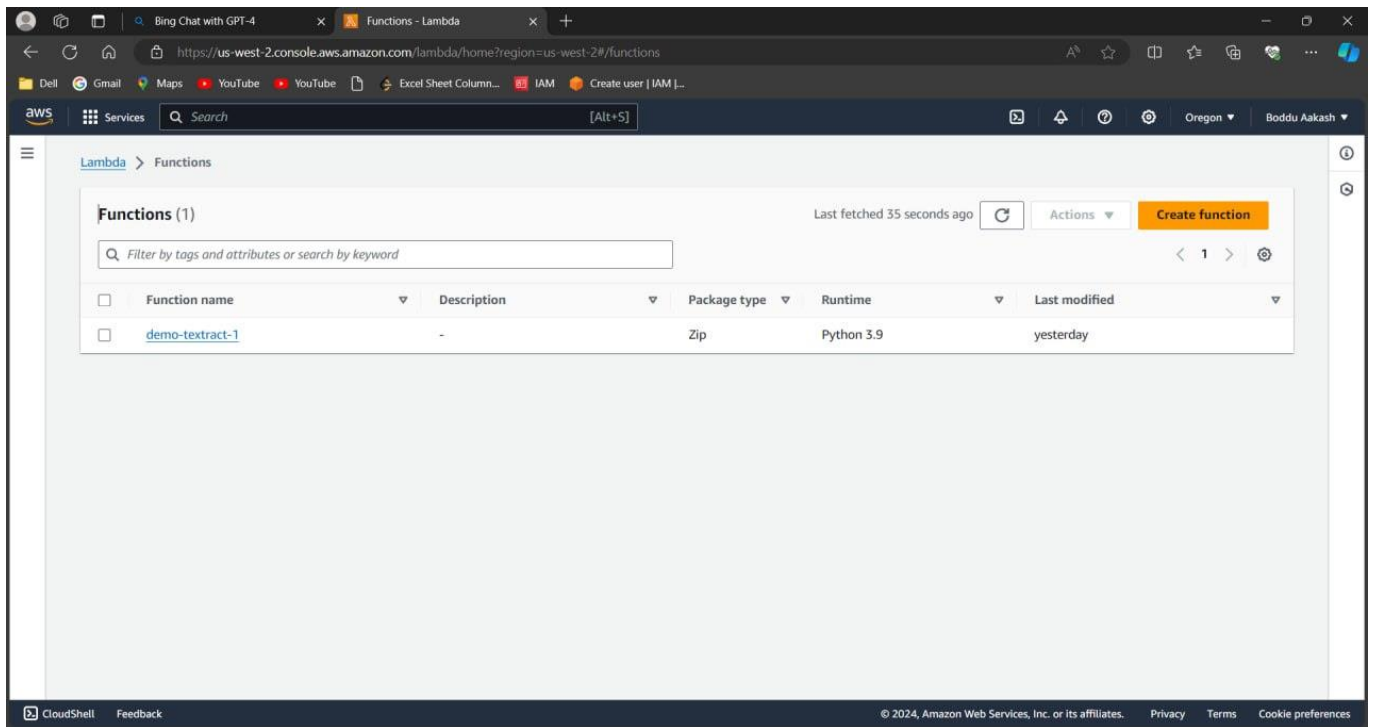 Bing Chat with GPT-4
Functions - Lambda
https://us-west-2.console.aws.amazon.com/lambda/home?region=us-west-2#/functions
Dell Gmail Maps YouTube YouTube Excel Sheet Column... IAM Create user | IAM |...
aws Services Search [Alt+S] Oregon Boddu Aakash
Lambda > Functions
Functions (1) Last fetched 35 seconds ago Actions Create function
Filter by tags and attributes or search by keyword < 1 >
Function name Description Package type Runtime Last modified
demo-textract-1 - Zip Python 3.9 yesterday
CloudShell Feedback © 2024, Amazon Web Services, Inc. or its affiliates. Privacy Terms Cookie preferences